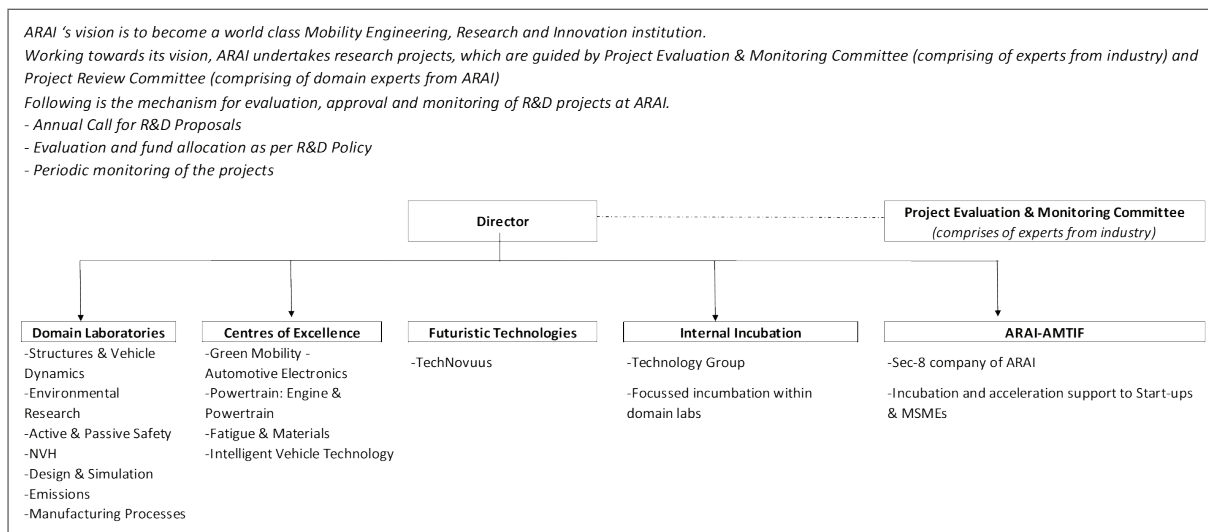 ARAI ‘s vision is to become a world class Mobility Engineering, Research and Innovation institution.
Working towards its vision, ARAI undertakes research projects, which are guided by Project Evaluation & Monitoring Committee (comprising of experts from industry) and
Project Review Committee (comprising of domain experts from ARAI)
Following is the mechanism for evaluation, approval and monitoring of R&D projects at ARAI.
- Annual Call for R&D Proposals
- Evaluation and fund allocation as per R&D Policy
- Periodic monitoring of the projects
Director
Project Evaluation & Monitoring Committee
(comprises of experts from industry)
Domain Laboratories
-Structures & Vehicle
Dynamics
-Environmental
Research
-Active & Passive Safety
-NVH
-Design & Simulation
-Emissions
-Manufacturing Processes
Centres of Excellence
-Green Mobility -
Automotive Electronics
-Powertrain: Engine &
Powertrain
-Fatigue & Materials
-Intelligent Vehicle Technology
Futuristic Technologies
-TechNovuus
Internal Incubation
-Technology Group
-Focussed incumbation within
domain labs
ARAI-AMTIF
-Sec-8 company of ARAI
-Incubation and acceleration support to Start-ups
& MSMEs